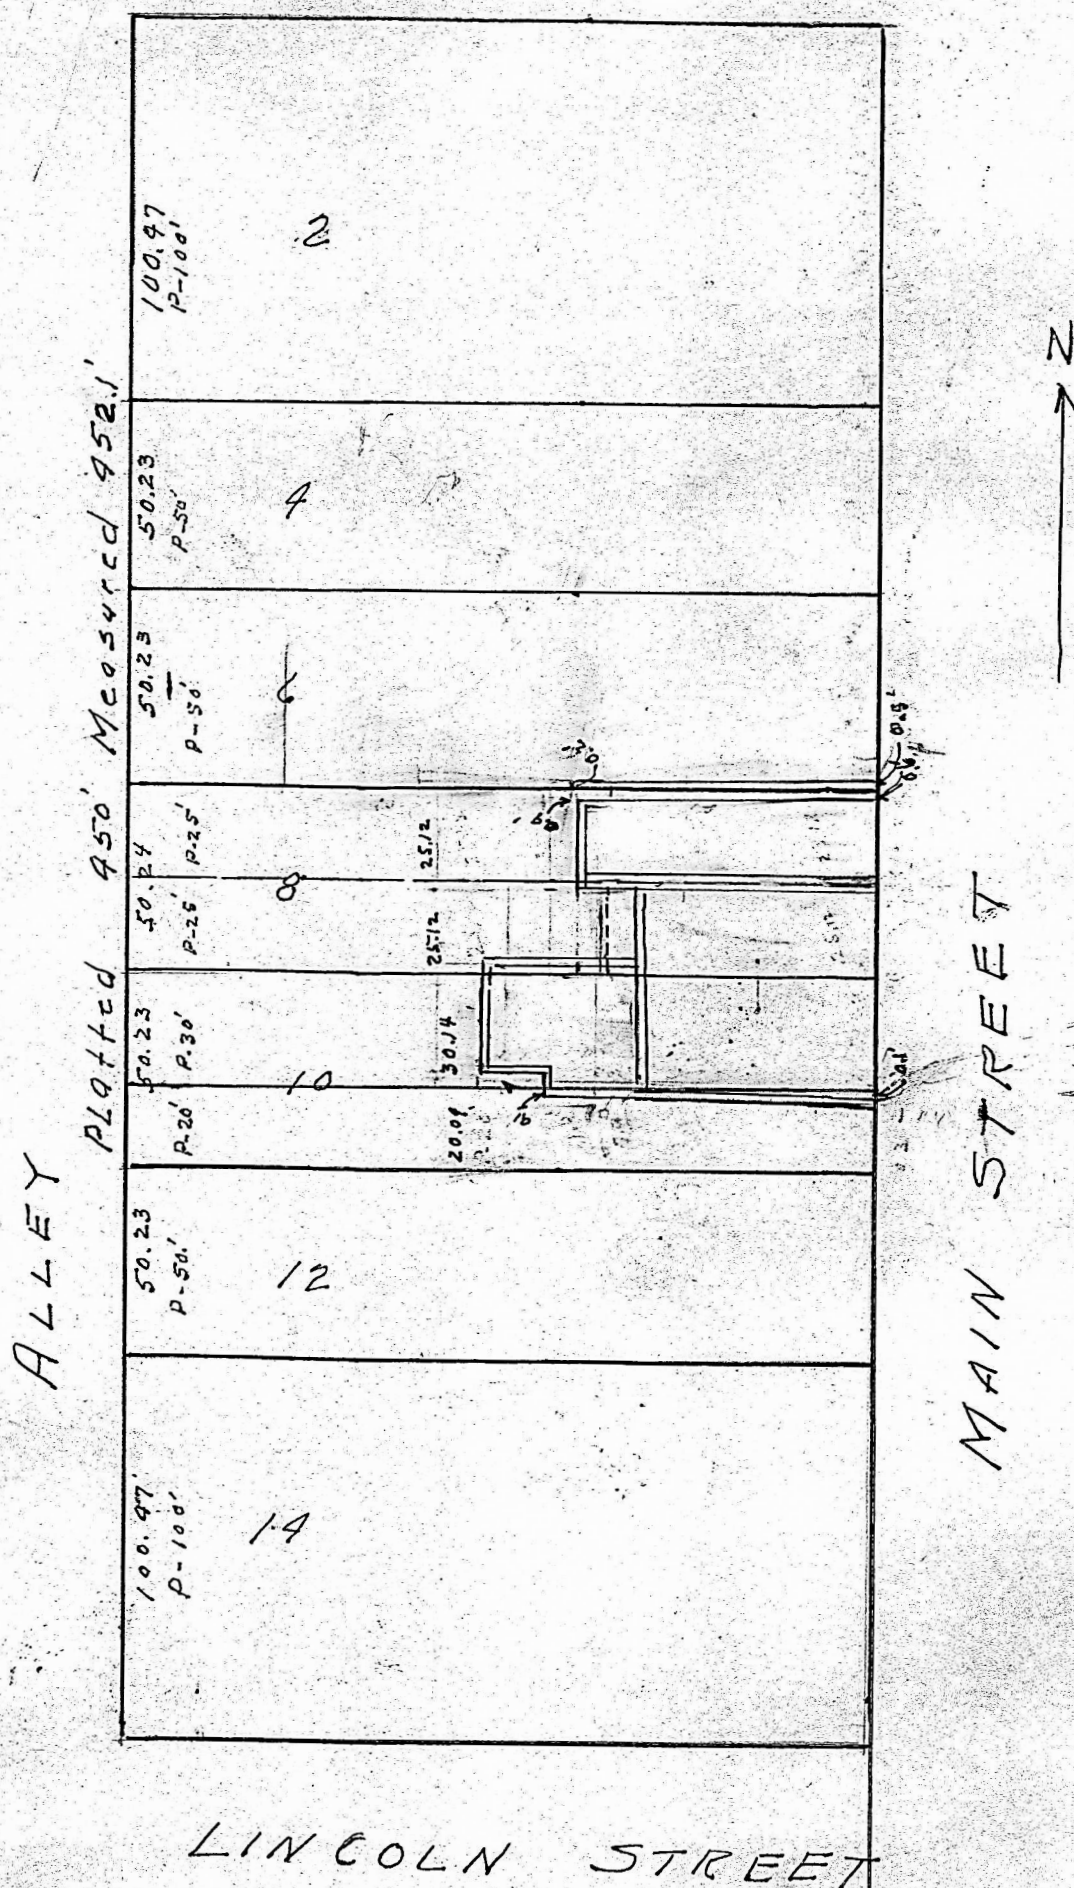 2
100.47
P-100'
4
50.23
P-50'
6
50.23
P-50'
8
50.24
P-25'
P-25'
25.12
25.12
10
50.23
P.30'
P.20'
30.14
20.09
12
50.23
P-50.'
14
100.47'
P-100'
Platted 450' Measured 452.1'
ALLEY
MAIN STREET
LINCOLN STREET
N